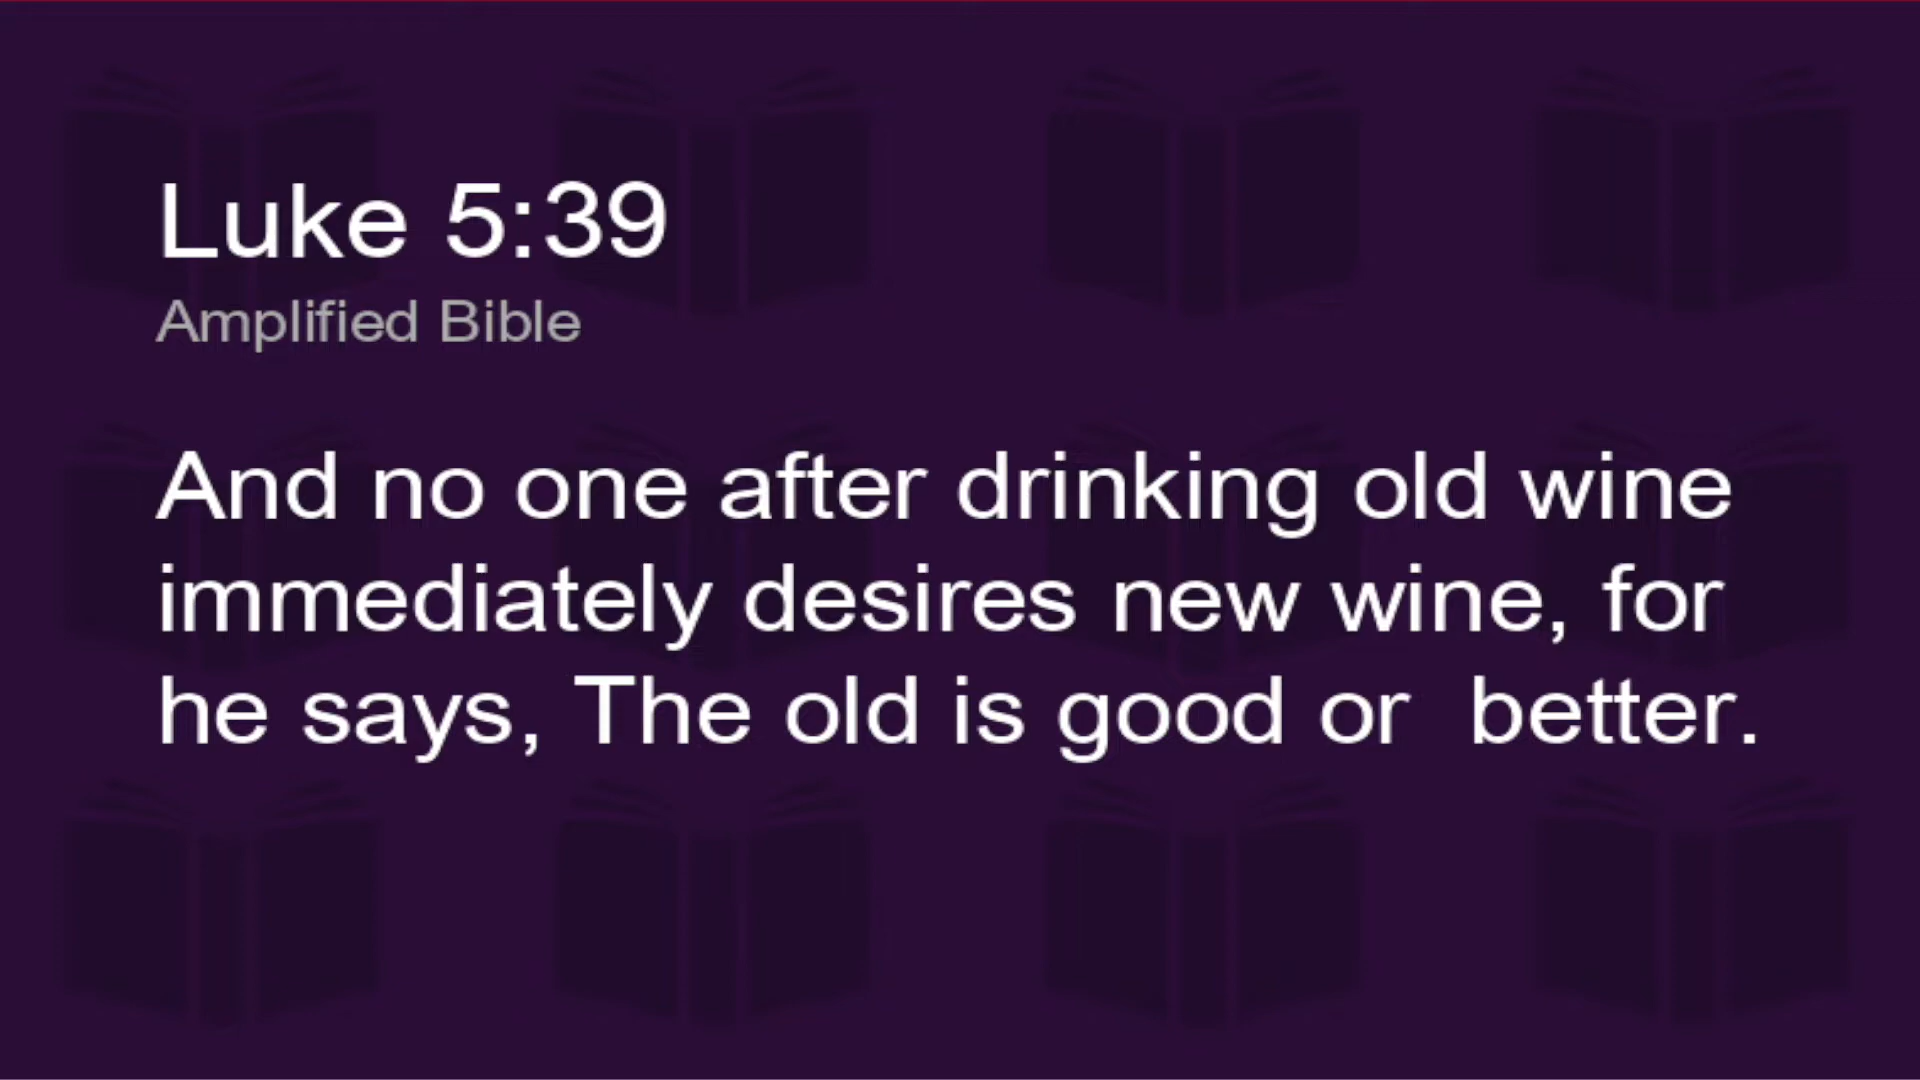 Luke 5:39
Amplified Bible
And no one after drinking old wine
immediately desires new wine, for
he says, The old is good or  better.